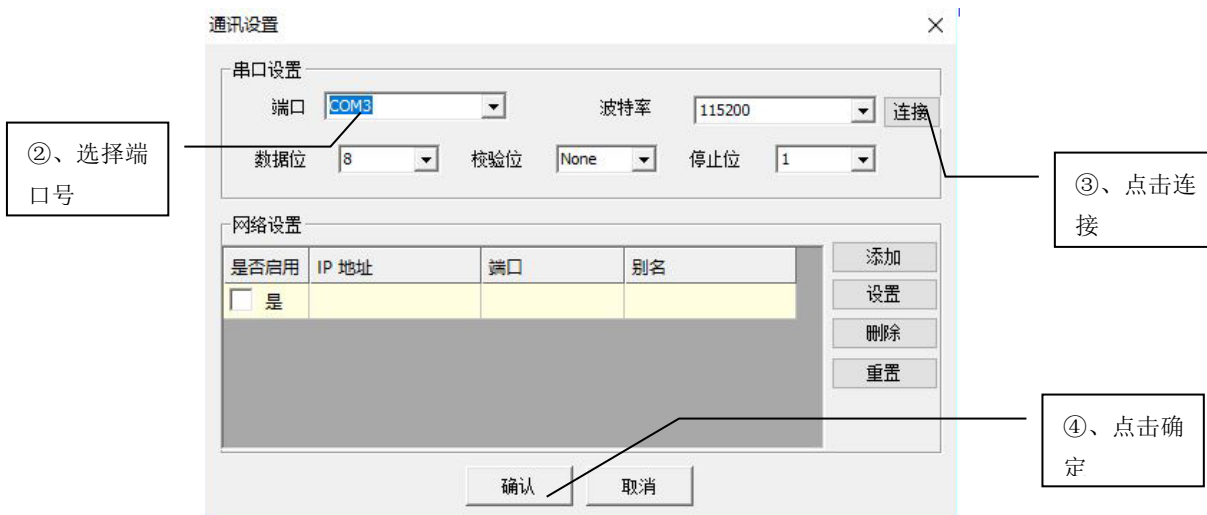 通讯设置
串口设置
端口 COM3 波特率 115200 连接
数据位 8 校验位 None 停止位 1
②、选择端
口号
③、点击连
接
网络设置
是否启用 IP 地址 端口 别名
是
添加
设置
删除
重置
④、点击确
定
确认 取消